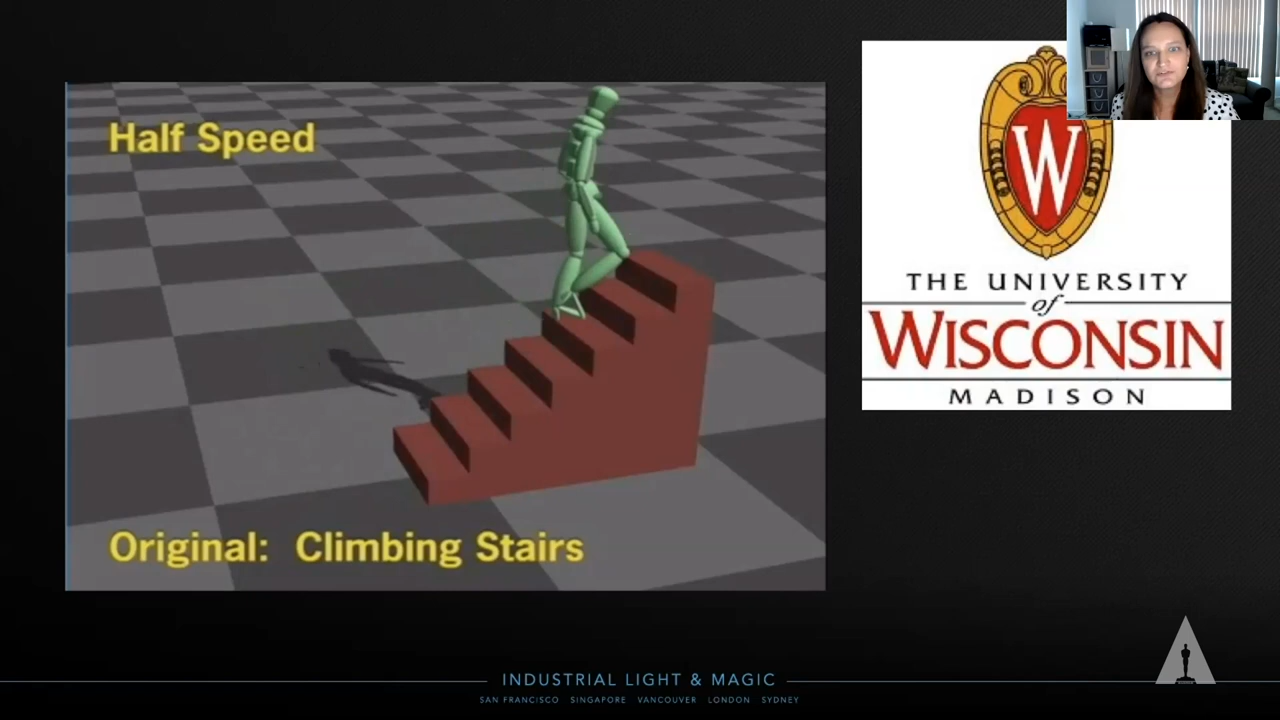 Half Speed
Original: Climbing Stairs
W
THE UNIVERSITY
of
WISCONSIN
MADISON
INDUSTRIAL LIGHT & MAGIC
SAN FRANCISCO SINGAPORE VANCOUVER LONDON SYDNEY